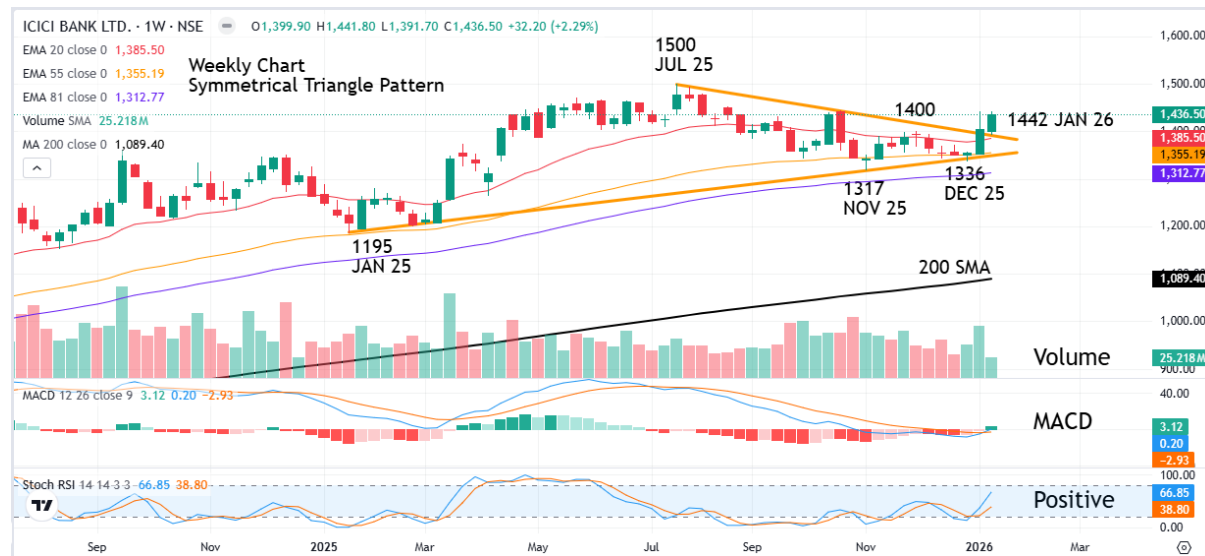 ICICI BANK LTD. · 1W · NSE O1,399.90 H1,441.80 L1,391.70 C1,436.50 +32.20 (+2.29%)
EMA 20 close 0 1,385.50
EMA 55 close 0 1,355.19
EMA 81 close 0 1,312.77
Volume SMA 25.218M
MA 200 close 0 1,089.40
Weekly Chart
Symmetrical Triangle Pattern
1500
JUL 25
1400
1442 JAN 26
1336
DEC 25
1317
NOV 25
1195
JAN 25
200 SMA
Volume
1,600.00
1,500.00
1,436.50
1,400.00
1,385.50
1,355.19
1,312.77
1,200.00
1,089.40
1,000.00
25.218M
900.00
MACD 12 26 close 9 3.12 0.20 −2.93
MACD
40.00
3.12
0.20
−2.93
Stoch RSI 14 14 3 3 66.85 38.80
Positive
100.00
66.85
38.80
0.00
Sep Nov 2025 Mar May Jul Sep Nov 2026 Mar